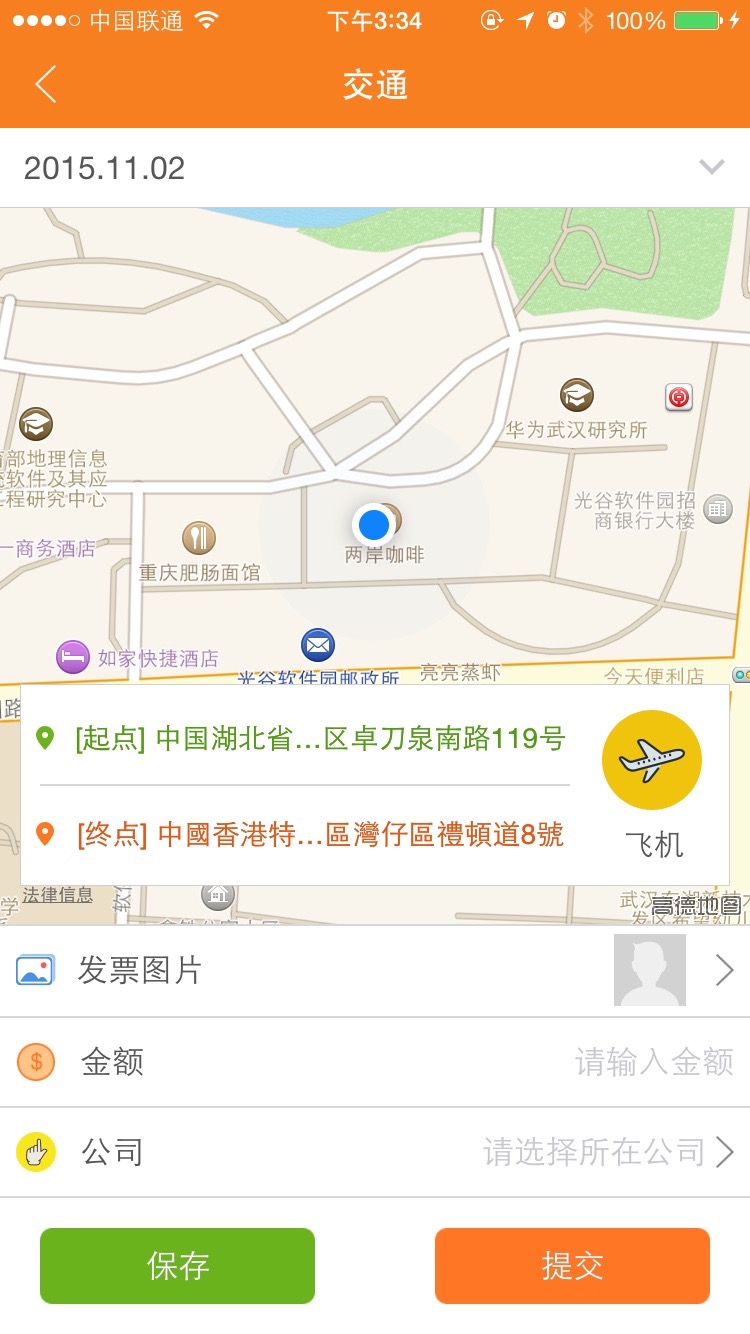 中国联通
下午3:34
100%
交通
2015.11.02
华为武汉研究所
部地理信息
软件及其应
程研究中心
光谷软件园招
商银行大楼
一商务酒店
两岸咖啡
重庆肥肠面馆
如家快捷酒店
光谷软件园邮政所
亮亮蒸虾
今天便利店
路
[起点] 中国湖北省...区卓刀泉南路119号
[终点] 中國香港特...區灣仔區禮頓道8號
飞机
学
法律信息
软
高德地图
发票图片
金额
请输入金额
$
公司
请选择所在公司
保存
提交